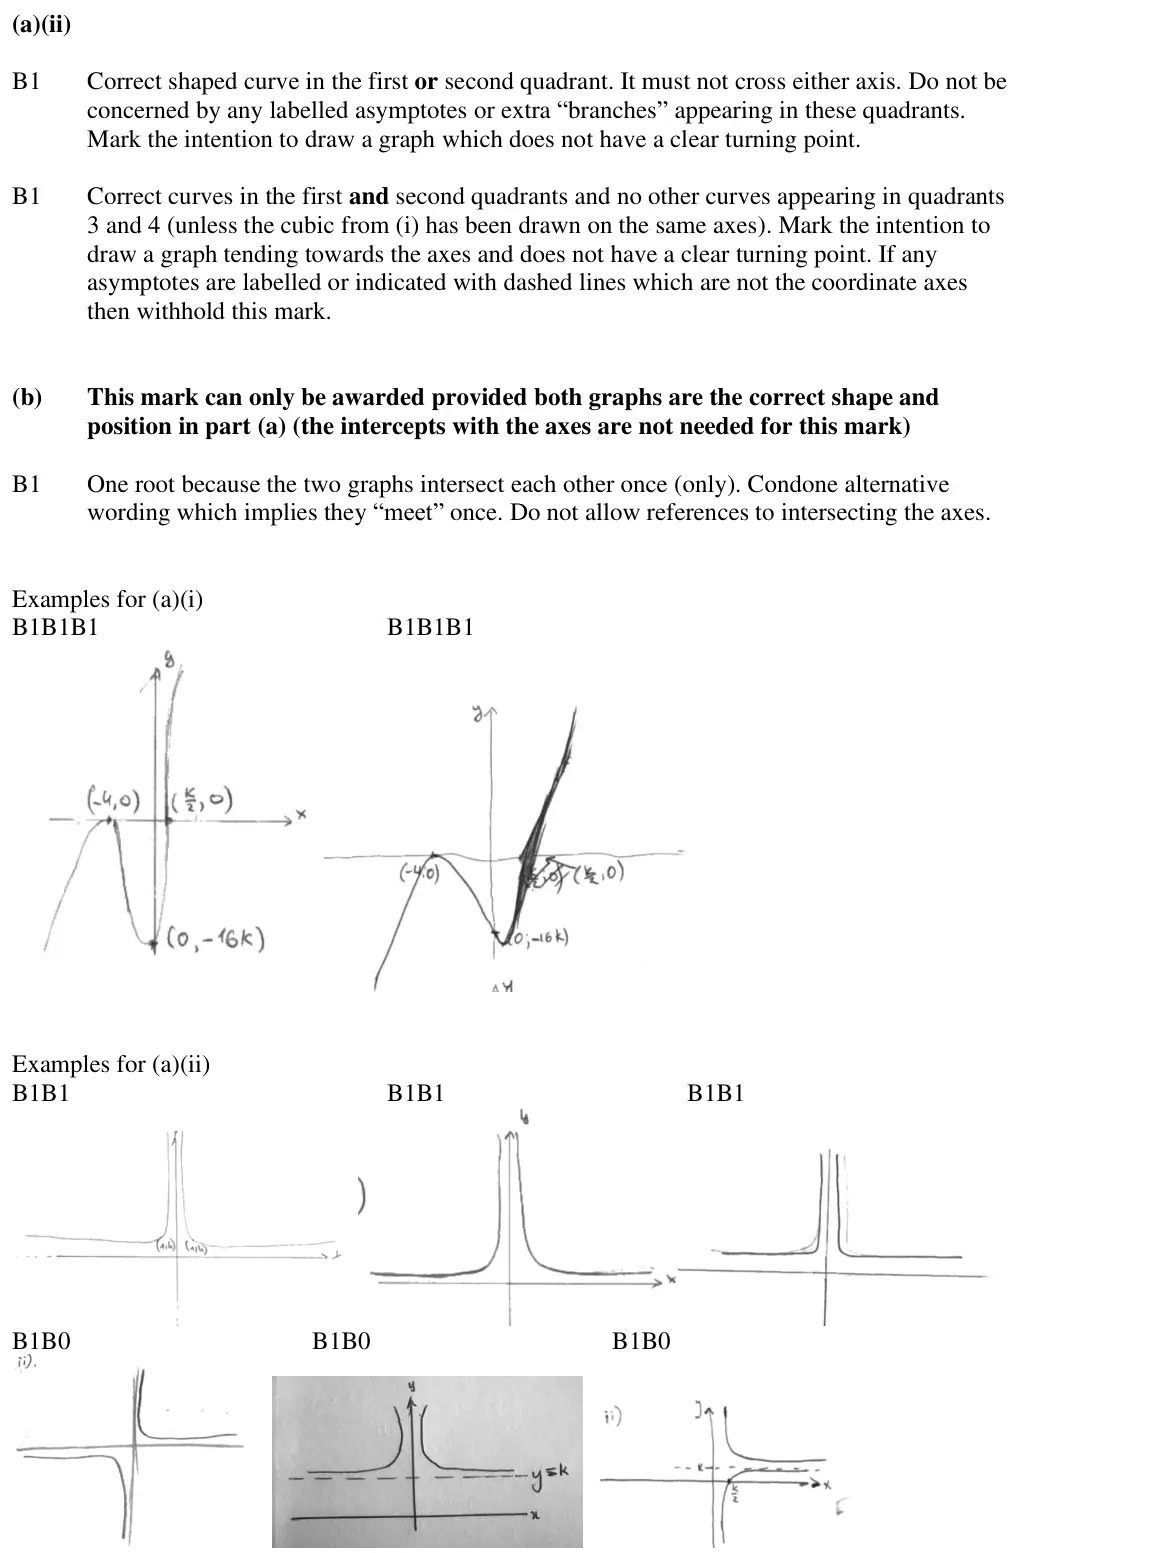 (a)(ii)
B1 Correct shaped curve in the first or second quadrant. It must not cross either axis. Do not be
concerned by any labelled asymptotes or extra “branches” appearing in these quadrants.
Mark the intention to draw a graph which does not have a clear turning point.
B1 Correct curves in the first and second quadrants and no other curves appearing in quadrants
3 and 4 (unless the cubic from (i) has been drawn on the same axes). Mark the intention to
draw a graph tending towards the axes and does not have a clear turning point. If any
asymptotes are labelled or indicated with dashed lines which are not the coordinate axes
then withhold this mark.
(b) This mark can only be awarded provided both graphs are the correct shape and
position in part (a) (the intercepts with the axes are not needed for this mark)
B1 One root because the two graphs intersect each other once (only). Condone alternative
wording which implies they “meet” once. Do not allow references to intersecting the axes.
Examples for (a)(i)
B1B1B1 B1B1B1
y
(-4,0) (k/2,0) x
(0,-16k)
y
(-4,0) (k/2,0)
(0,-16k)
y
Examples for (a)(ii)
B1B1 B1B1 B1B1
y
)
x
B1B0 B1B0 B1B0
ii).
y
y=k
x
ii)
k
k/2
x